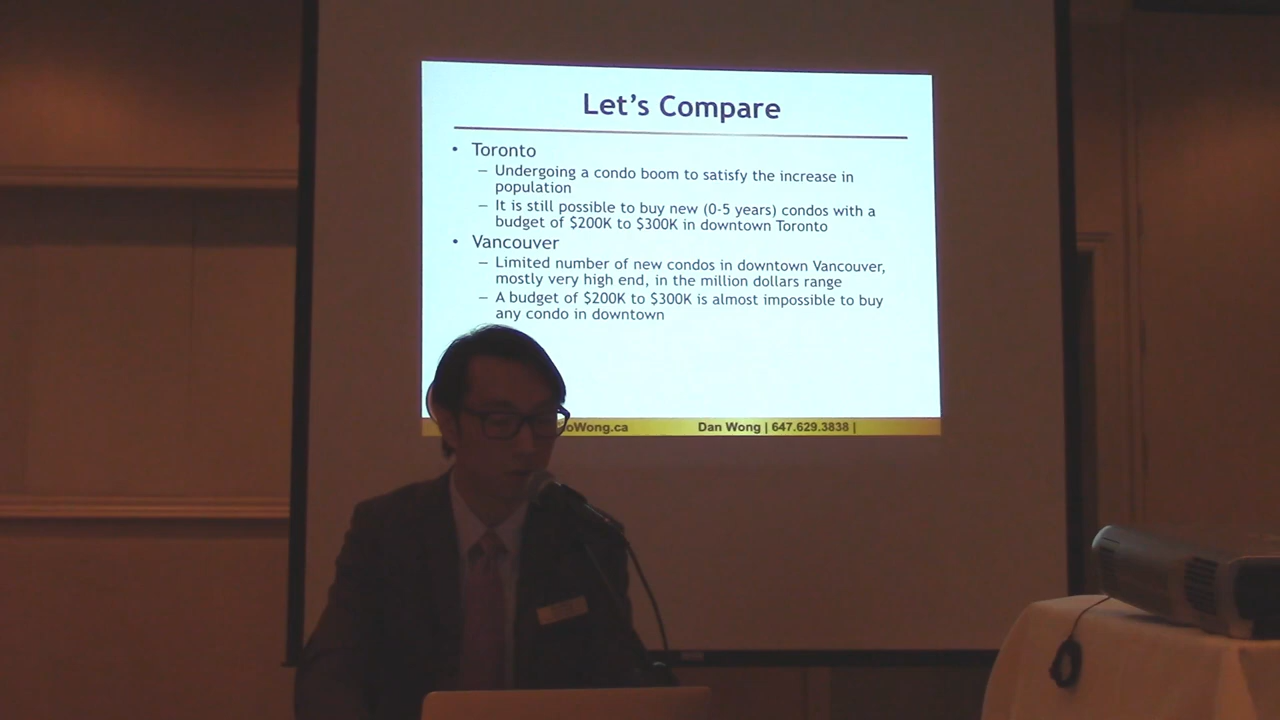 Let's Compare
• Toronto
– Undergoing a condo boom to satisfy the increase in
population
– It is still possible to buy new (0-5 years) condos with a
budget of $200K to $300K in downtown Toronto
• Vancouver
– Limited number of new condos in downtown Vancouver,
mostly very high end, in the million dollars range
– A budget of $200K to $300K is almost impossible to buy
any condo in downtown
oWong.ca Dan Wong | 647.629.3838 |